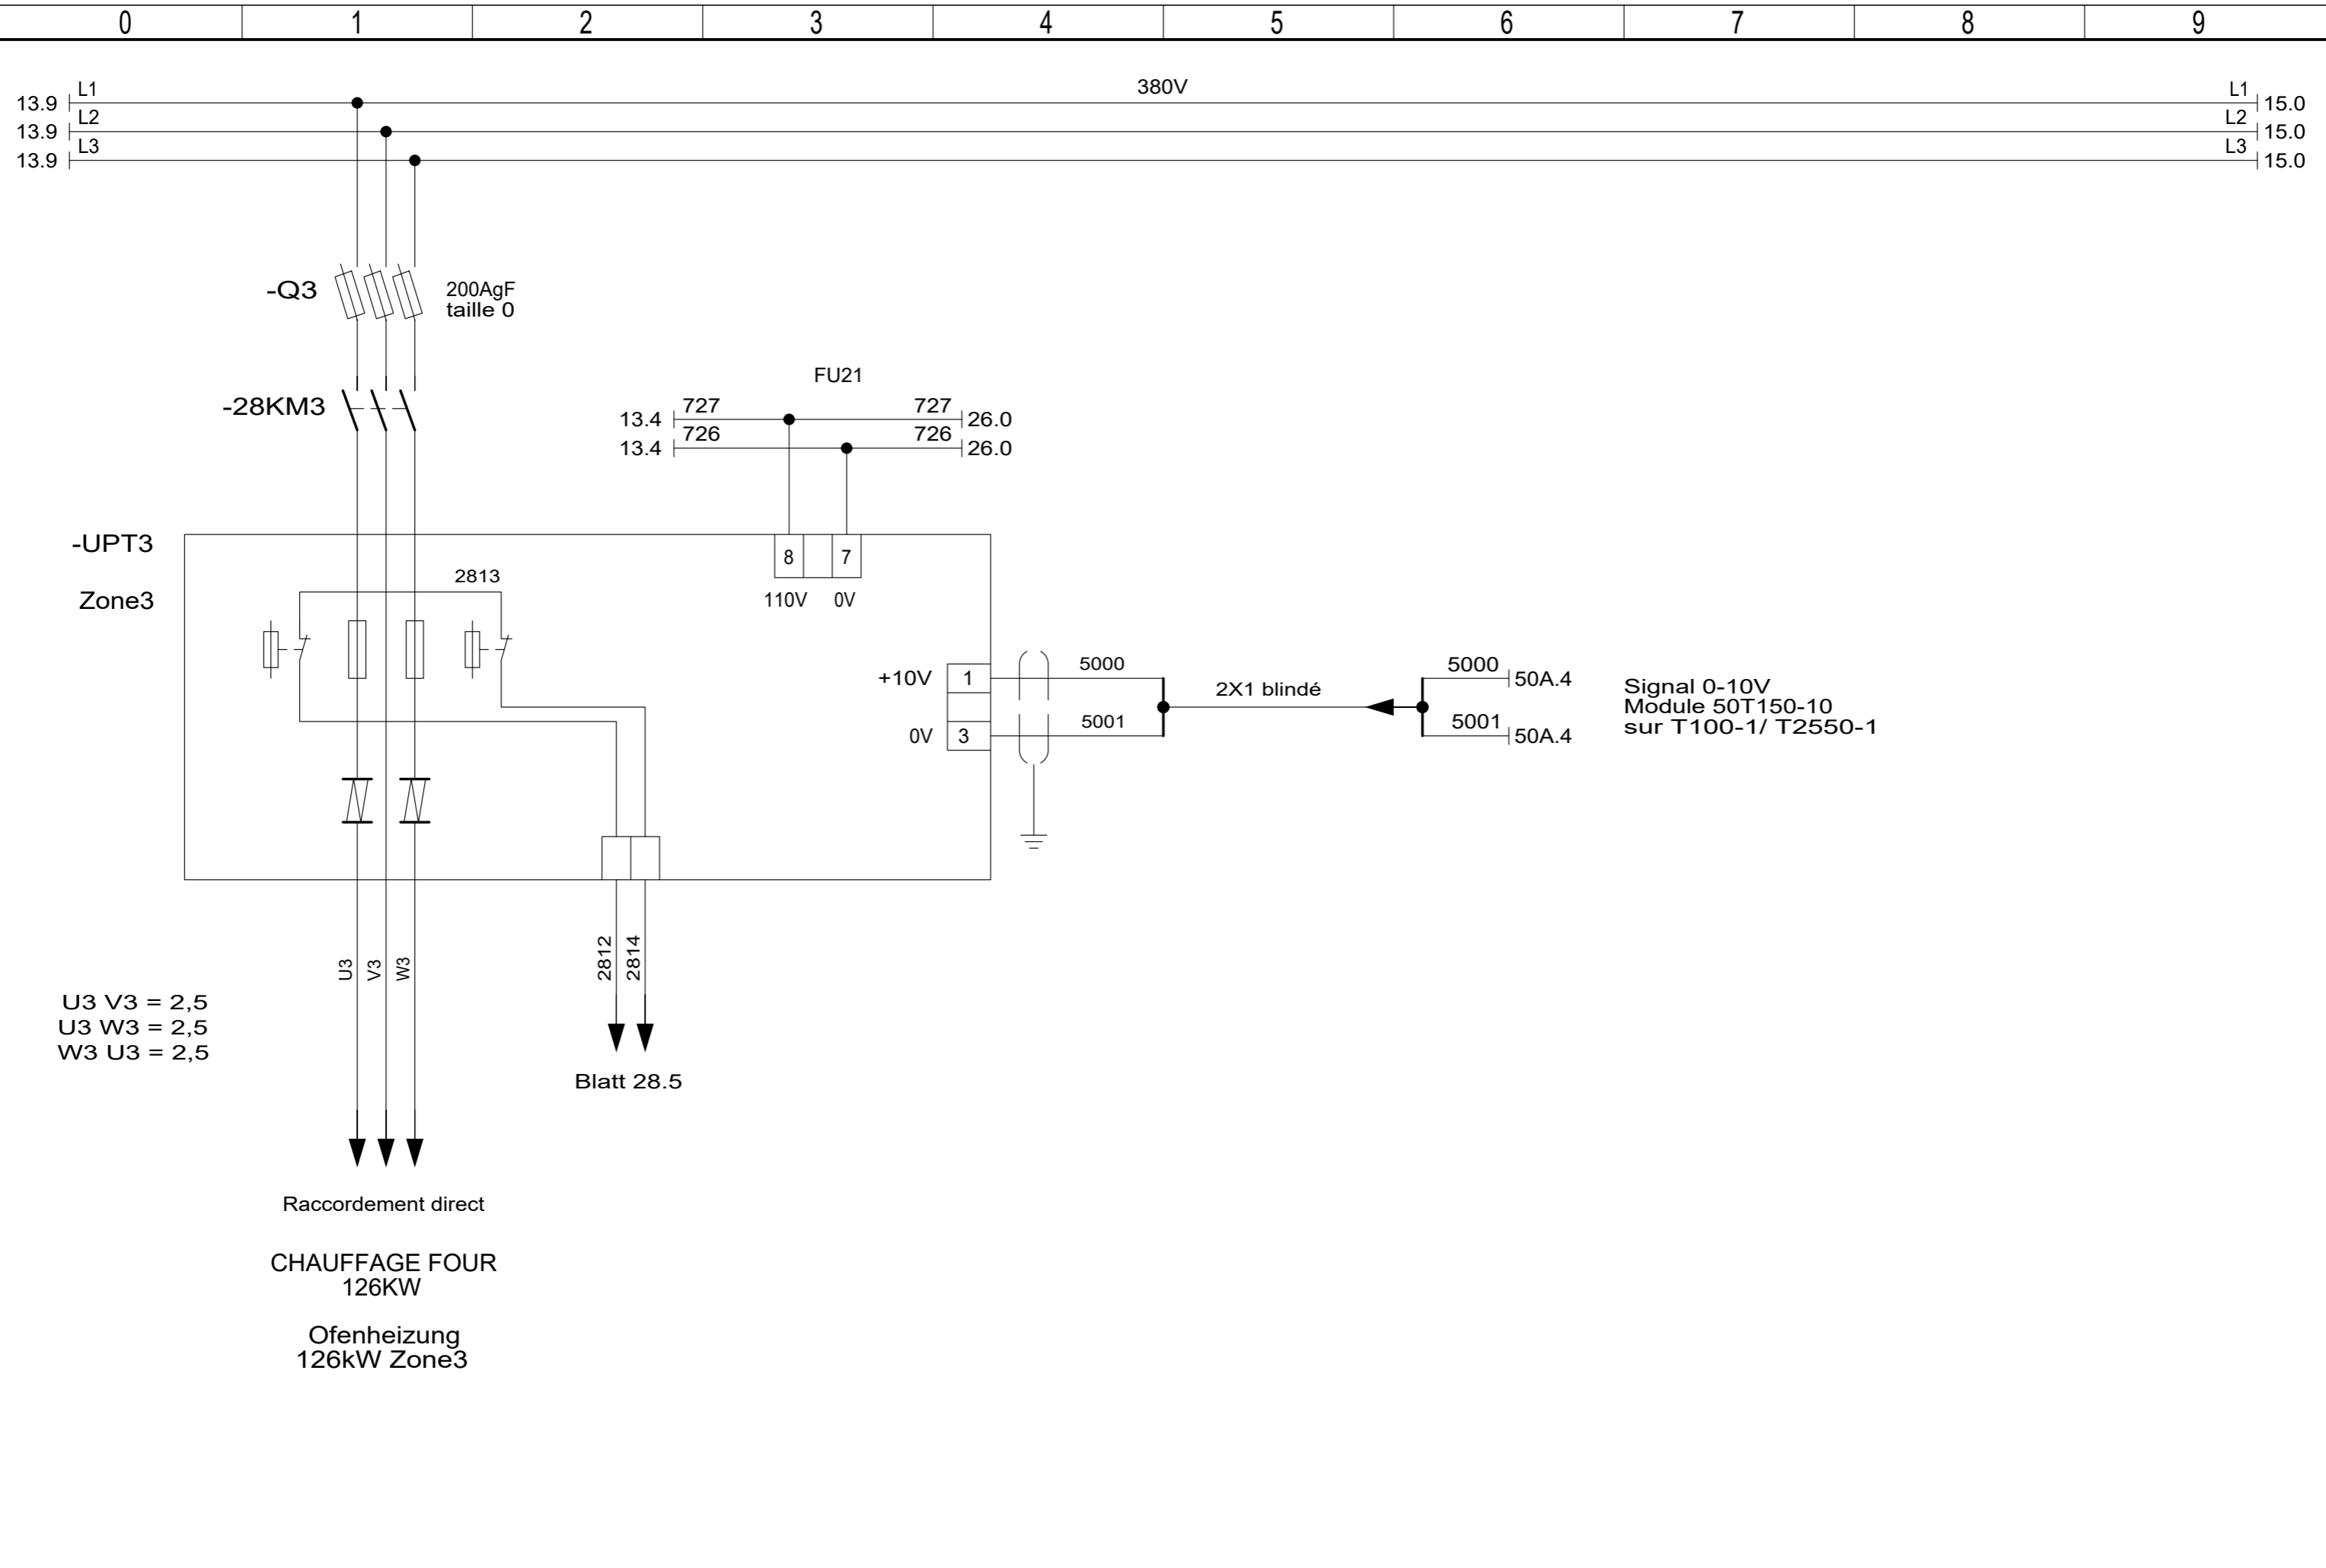 0 1 2 3 4 5 6 7 8 9
380V
13.9 L1 L1 15.0
13.9 L2 L2 15.0
13.9 L3 L3 15.0
-Q3
200AgF
taille 0
FU21
-28KM3
13.4 727 727 26.0
13.4 726 726 26.0
-UPT3
8 7
Zone3
2813
110V 0V
+10V 1 5000
2X1 blindé
5000 50A.4
0V 3 5001
5001 50A.4
Signal 0-10V
Module 50T150-10
sur T100-1/ T2550-1
U3 V3 W3
2812 2814
U3 V3 = 2,5
U3 W3 = 2,5
W3 U3 = 2,5
Blatt 28.5
Raccordement direct
CHAUFFAGE FOUR
126KW
Ofenheizung
126kW Zone3